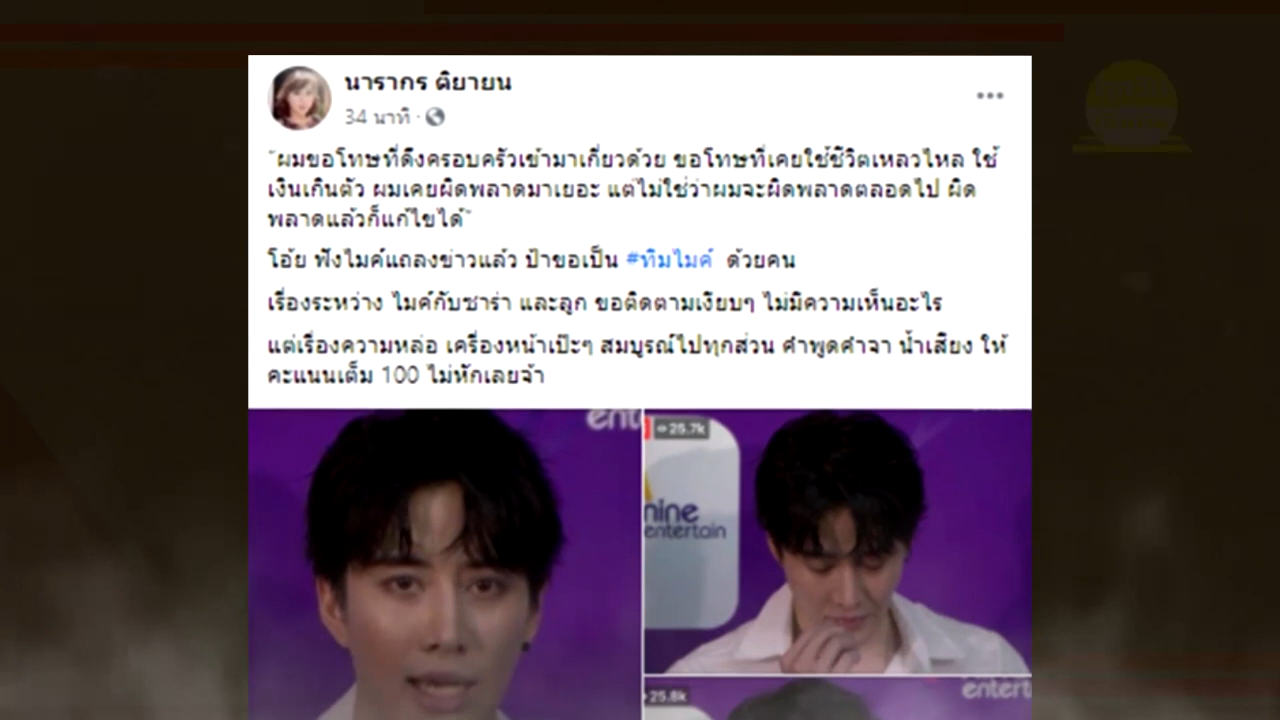 นารากร ติยายน
34 นาที ·
"ผมขอโทษที่ดึงครอบครัวเข้ามาเกี่ยวด้วย ขอโทษที่เคยใช้ชีวิตเหลวไหล ใช้
เงินเกินตัว ผมเคยผิดพลาดมาเยอะ แต่ไม่ใช่ว่าผมจะผิดพลาดตลอดไป ผิด
พลาดแล้วก็แก้ไขได้"
โอ้ย ฟังไมค์แถลงข่าวแล้ว ป้าขอเป็น #ทีมไมค์ ด้วยคน
เรื่องระหว่าง ไมค์กับซาร่า และลูก ขอติดตามเงียบๆ ไม่มีความเห็นอะไร
แต่เรื่องความหล่อ เครื่องหน้าเป๊ะๆ สมบูรณ์ไปทุกส่วน คำพูดคำจา น้ำเสียง ให้
คะแนนเต็ม 100 ไม่หักเลยจ้า
ent
25.7k
nine
entertain
25.8k
entert